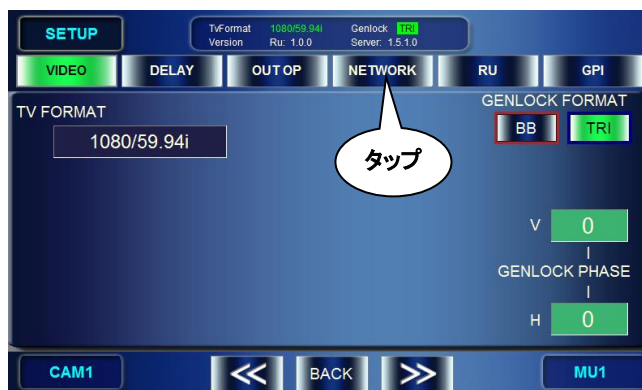 SETUP
TvFormat 1080/59.94i Genlock TRI
Version Ru: 1.0.0 Server: 1.5.1.0
VIDEO DELAY OUT OP NETWORK RU GPI
TV FORMAT
1080/59.94i
GENLOCK FORMAT
BB TRI
タップ
V 0
GENLOCK PHASE
H 0
CAM1 << BACK >> MU1